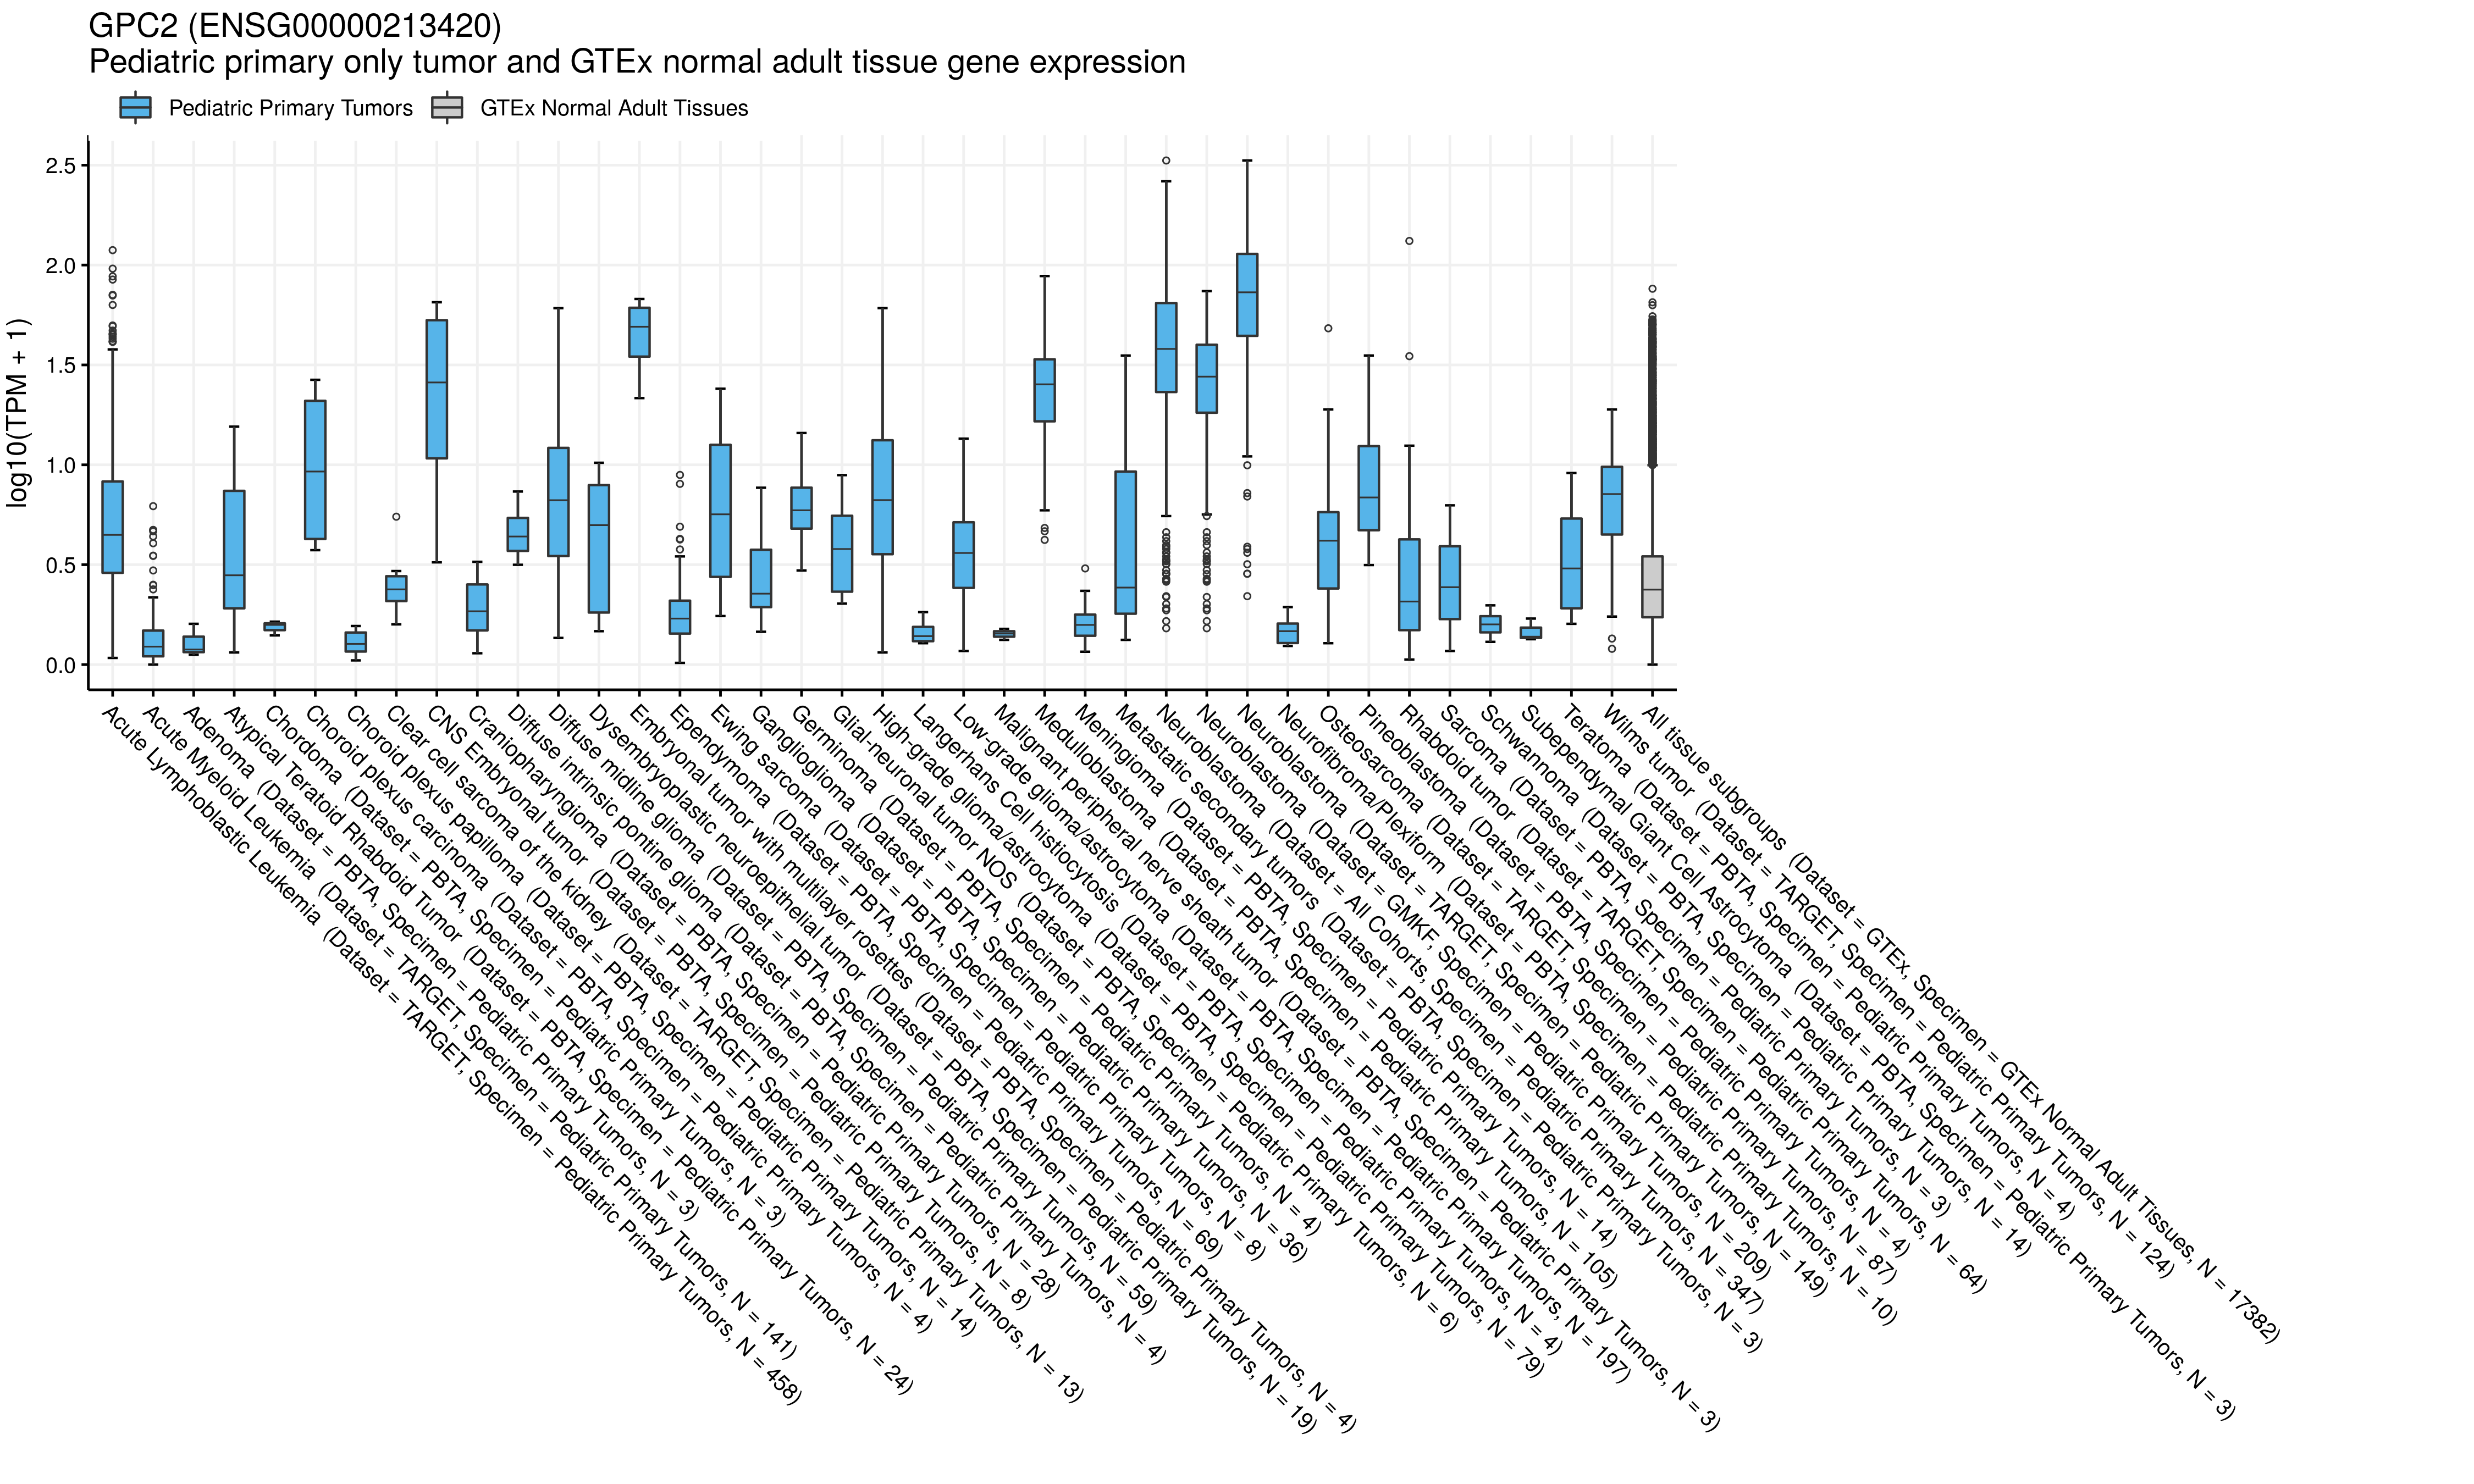 GPC2 (ENSG00000213420)
Pediatric primary only tumor and GTEx normal adult tissue gene expression
Pediatric Primary Tumors
GTEx Normal Adult Tissues
log10(TPM + 1)
2.5
2.0
1.5
1.0
0.5
0.0
Acute Lymphoblastic Leukemia (Dataset = TARGET, Specimen = Pediatric Primary Tumors, N = 458)
Acute Myeloid Leukemia (Dataset = TARGET, Specimen = Pediatric Primary Tumors, N = 141)
Adenoma (Dataset = PBTA, Specimen = Pediatric Primary Tumors, N = 3)
Atypical Teratoid Rhabdoid Tumor (Dataset = PBTA, Specimen = Pediatric Primary Tumors, N = 24)
Chordoma (Dataset = PBTA, Specimen = Pediatric Primary Tumors, N = 3)
Choroid plexus carcinoma (Dataset = PBTA, Specimen = Pediatric Primary Tumors, N = 4)
Choroid plexus papilloma (Dataset = PBTA, Specimen = Pediatric Primary Tumors, N = 14)
Clear cell sarcoma of the kidney (Dataset = TARGET, Specimen = Pediatric Primary Tumors, N = 13)
CNS Embryonal tumor (Dataset = PBTA, Specimen = Pediatric Primary Tumors, N = 8)
Craniopharyngioma (Dataset = PBTA, Specimen = Pediatric Primary Tumors, N = 28)
Diffuse intrinsic pontine glioma (Dataset = PBTA, Specimen = Pediatric Primary Tumors, N = 4)
Diffuse midline glioma (Dataset = PBTA, Specimen = Pediatric Primary Tumors, N = 59)
Dysembryoplastic neuroepithelial tumor (Dataset = PBTA, Specimen = Pediatric Primary Tumors, N = 19)
Embryonal tumor with multilayer rosettes (Dataset = PBTA, Specimen = Pediatric Primary Tumors, N = 4)
Ependymoma (Dataset = PBTA, Specimen = Pediatric Primary Tumors, N = 69)
Ewing sarcoma (Dataset = PBTA, Specimen = Pediatric Primary Tumors, N = 8)
Ganglioglioma (Dataset = PBTA, Specimen = Pediatric Primary Tumors, N = 36)
Germinoma (Dataset = PBTA, Specimen = Pediatric Primary Tumors, N = 4)
Glial-neuronal tumor NOS (Dataset = PBTA, Specimen = Pediatric Primary Tumors, N = 6)
High-grade glioma/astrocytoma (Dataset = PBTA, Specimen = Pediatric Primary Tumors, N = 79)
Langerhans Cell histiocytosis (Dataset = PBTA, Specimen = Pediatric Primary Tumors, N = 4)
Low-grade glioma/astrocytoma (Dataset = PBTA, Specimen = Pediatric Primary Tumors, N = 197)
Malignant peripheral nerve sheath tumor (Dataset = PBTA, Specimen = Pediatric Primary Tumors, N = 3)
Medulloblastoma (Dataset = PBTA, Specimen = Pediatric Primary Tumors, N = 105)
Meningioma (Dataset = PBTA, Specimen = Pediatric Primary Tumors, N = 14)
Metastatic secondary tumors (Dataset = PBTA, Specimen = Pediatric Primary Tumors, N = 3)
Neuroblastoma (Dataset = All Cohorts, Specimen = Pediatric Primary Tumors, N = 347)
Neuroblastoma (Dataset = GMKF, Specimen = Pediatric Primary Tumors, N = 209)
Neuroblastoma (Dataset = TARGET, Specimen = Pediatric Primary Tumors, N = 149)
Neurofibroma/Plexiform (Dataset = PBTA, Specimen = Pediatric Primary Tumors, N = 10)
Osteosarcoma (Dataset = TARGET, Specimen = Pediatric Primary Tumors, N = 87)
Pineoblastoma (Dataset = PBTA, Specimen = Pediatric Primary Tumors, N = 4)
Rhabdoid tumor (Dataset = TARGET, Specimen = Pediatric Primary Tumors, N = 64)
Sarcoma (Dataset = PBTA, Specimen = Pediatric Primary Tumors, N = 3)
Schwannoma (Dataset = PBTA, Specimen = Pediatric Primary Tumors, N = 14)
Subependymal Giant Cell Astrocytoma (Dataset = PBTA, Specimen = Pediatric Primary Tumors, N = 3)
Teratoma (Dataset = PBTA, Specimen = Pediatric Primary Tumors, N = 4)
Wilms tumor (Dataset = TARGET, Specimen = Pediatric Primary Tumors, N = 124)
All tissue subgroups (Dataset = GTEx, Specimen = GTEx Normal Adult Tissues, N = 17382)